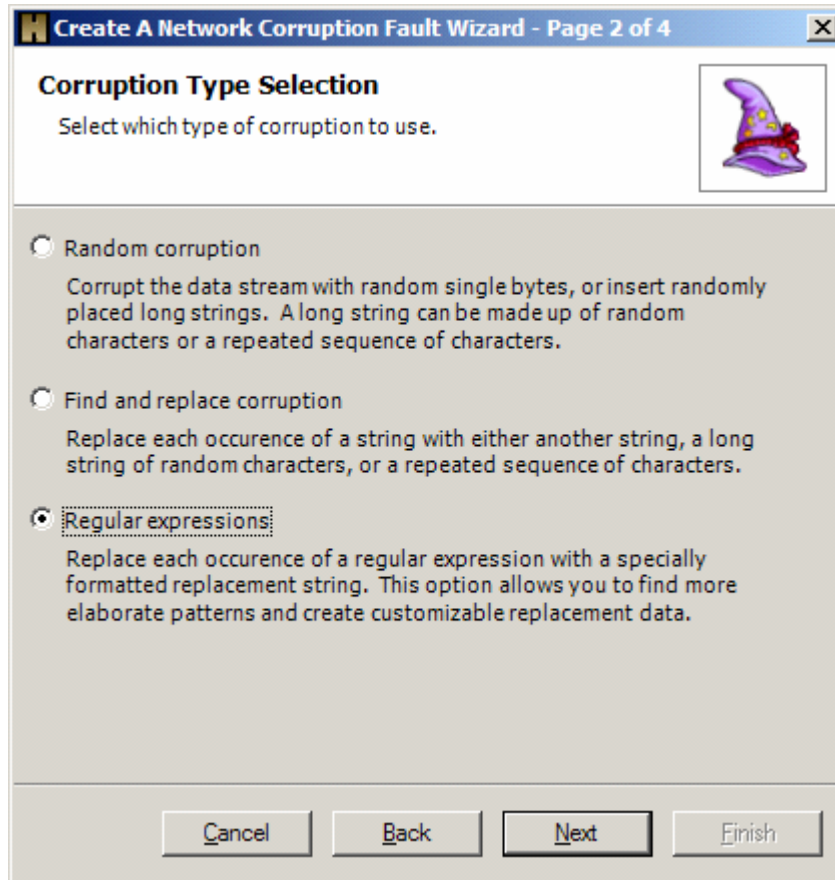 Create A Network Corruption Fault Wizard - Page 2 of 4
Corruption Type Selection
Select which type of corruption to use.
Random corruption
Corrupt the data stream with random single bytes, or insert randomly
placed long strings. A long string can be made up of random
characters or a repeated sequence of characters.
Find and replace corruption
Replace each occurence of a string with either another string, a long
string of random characters, or a repeated sequence of characters.
Regular expressions
Replace each occurence of a regular expression with a specially
formatted replacement string. This option allows you to find more
elaborate patterns and create customizable replacement data.
Cancel Back Next Finish